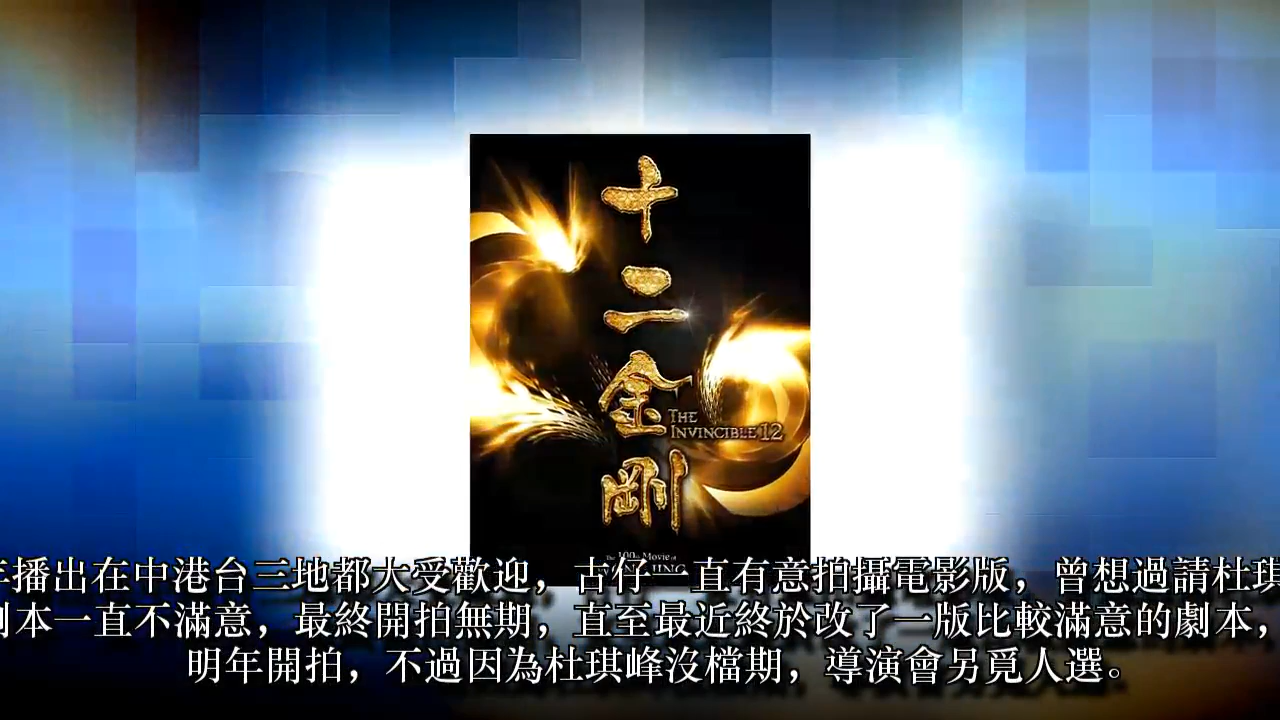 十二金剛
THE
INVINCIBLE 12
The 100th Movie of
播出在中港台三地都大受歡迎，古仔一直有意拍攝電影版，曾想過請杜琪
本一直不滿意，最終開拍無期，直至最近終於改了一版比較滿意的劇本，
明年開拍，不過因為杜琪峰沒檔期，導演會另覓人選。